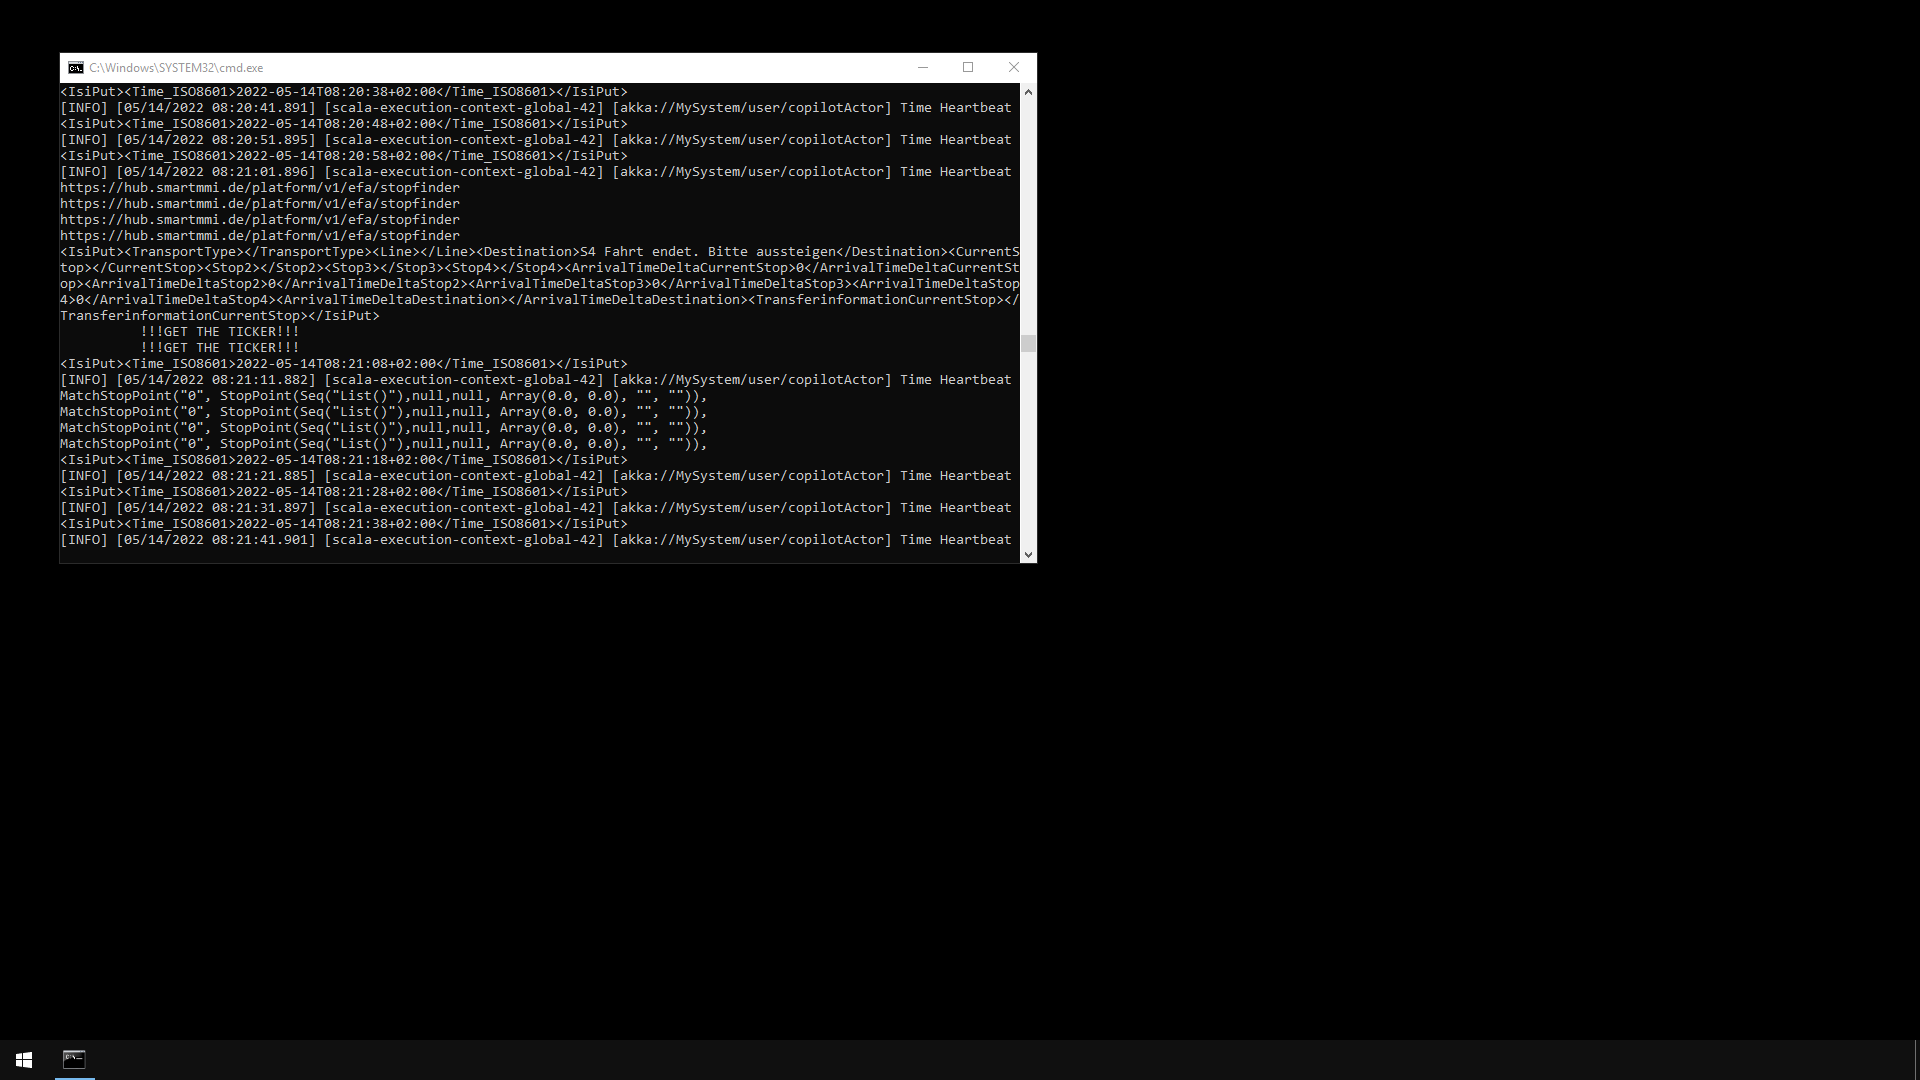 C:\Windows\SYSTEM32\cmd.exe
<IsiPut><Time_ISO8601>2022-05-14T08:20:38+02:00</Time_ISO8601></IsiPut>
[INFO] [05/14/2022 08:20:41.891] [scala-execution-context-global-42] [akka://MySystem/user/copilotActor] Time Heartbeat
<IsiPut><Time_ISO8601>2022-05-14T08:20:48+02:00</Time_ISO8601></IsiPut>
[INFO] [05/14/2022 08:20:51.895] [scala-execution-context-global-42] [akka://MySystem/user/copilotActor] Time Heartbeat
<IsiPut><Time_ISO8601>2022-05-14T08:20:58+02:00</Time_ISO8601></IsiPut>
[INFO] [05/14/2022 08:21:01.896] [scala-execution-context-global-42] [akka://MySystem/user/copilotActor] Time Heartbeat
https://hub.smartmmi.de/platform/v1/efa/stopfinder
https://hub.smartmmi.de/platform/v1/efa/stopfinder
https://hub.smartmmi.de/platform/v1/efa/stopfinder
https://hub.smartmmi.de/platform/v1/efa/stopfinder
<IsiPut><TransportType></TransportType><Line></Line><Destination>S4 Fahrt endet. Bitte aussteigen</Destination><CurrentS
top></CurrentStop><Stop2></Stop2><Stop3></Stop3><Stop4></Stop4><ArrivalTimeDeltaCurrentStop>0</ArrivalTimeDeltaCurrentSt
op><ArrivalTimeDeltaStop2>0</ArrivalTimeDeltaStop2><ArrivalTimeDeltaStop3>0</ArrivalTimeDeltaStop3><ArrivalTimeDeltaStop
4>0</ArrivalTimeDeltaStop4><ArrivalTimeDeltaDestination></ArrivalTimeDeltaDestination><TransferinformationCurrentStop></
TransferinformationCurrentStop></IsiPut>
!!!GET THE TICKER!!!
!!!GET THE TICKER!!!
<IsiPut><Time_ISO8601>2022-05-14T08:21:08+02:00</Time_ISO8601></IsiPut>
[INFO] [05/14/2022 08:21:11.882] [scala-execution-context-global-42] [akka://MySystem/user/copilotActor] Time Heartbeat
MatchStopPoint("0", StopPoint(Seq("List()"),null,null, Array(0.0, 0.0), "", "")),
MatchStopPoint("0", StopPoint(Seq("List()"),null,null, Array(0.0, 0.0), "", "")),
MatchStopPoint("0", StopPoint(Seq("List()"),null,null, Array(0.0, 0.0), "", "")),
MatchStopPoint("0", StopPoint(Seq("List()"),null,null, Array(0.0, 0.0), "", "")),
<IsiPut><Time_ISO8601>2022-05-14T08:21:18+02:00</Time_ISO8601></IsiPut>
[INFO] [05/14/2022 08:21:21.885] [scala-execution-context-global-42] [akka://MySystem/user/copilotActor] Time Heartbeat
<IsiPut><Time_ISO8601>2022-05-14T08:21:28+02:00</Time_ISO8601></IsiPut>
[INFO] [05/14/2022 08:21:31.897] [scala-execution-context-global-42] [akka://MySystem/user/copilotActor] Time Heartbeat
<IsiPut><Time_ISO8601>2022-05-14T08:21:38+02:00</Time_ISO8601></IsiPut>
[INFO] [05/14/2022 08:21:41.901] [scala-execution-context-global-42] [akka://MySystem/user/copilotActor] Time Heartbeat